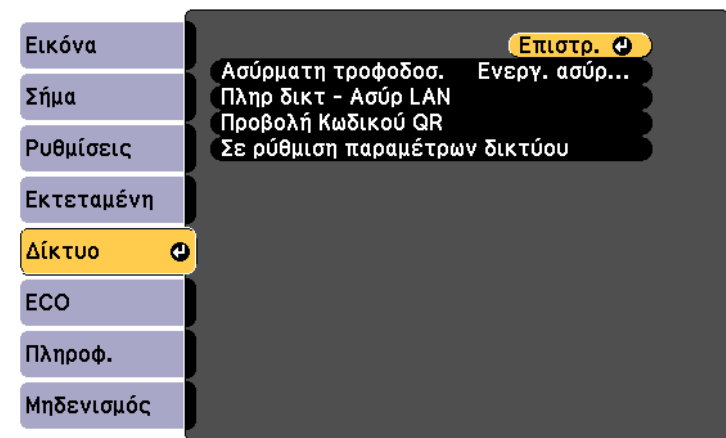 Εικόνα
Σήμα
Ρυθμίσεις
Εκτεταμένη
Δίκτυο
ECO
Πληροφ.
Μηδενισμός
Επιστρ.
Ασύρματη τροφοδοσ. Ενεργ. ασύρ...
Πληρ δικτ - Ασύρ LAN
Προβολή Κωδικού QR
Σε ρύθμιση παραμέτρων δικτύου